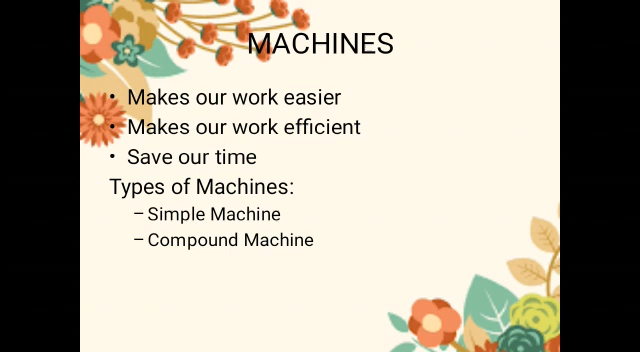 MACHINES
• Makes our work easier
• Makes our work efficient
• Save our time
Types of Machines:
– Simple Machine
– Compound Machine